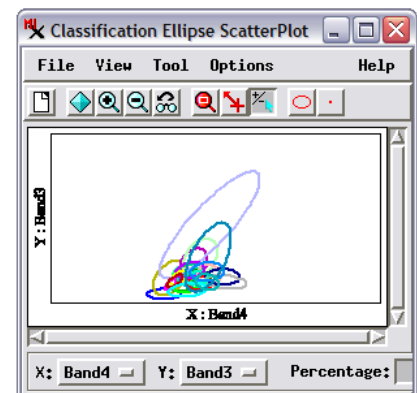 Classification Ellipse ScatterPlot
File View Tool Options Help
Y: Band3
X: Band4
X: Band4 Y: Band3 Percentage: